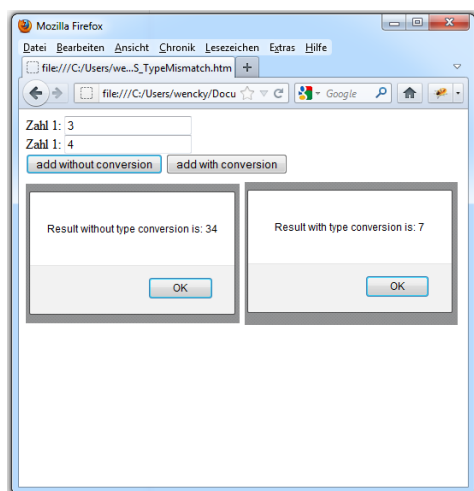 Mozilla Firefox
Datei Bearbeiten Ansicht Chronik Lesezeichen Extras Hilfe
file:///C:/Users/we...S_TypeMismatch.htm
file:///C:/Users/wencky/Docu
Google
Zahl 1: 3
Zahl 1: 4
add without conversion add with conversion
Result without type conversion is: 34
OK
Result with type conversion is: 7
OK